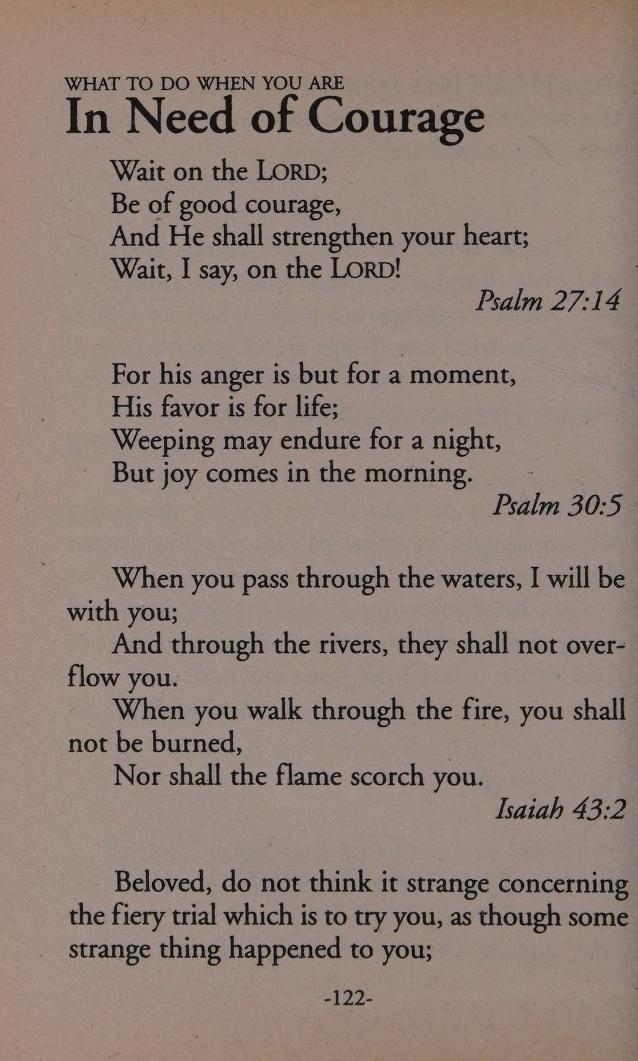 WHAT TO DO WHEN YOU ARE
In Need of Courage
Wait on the LORD;
Be of good courage,
And He shall strengthen your heart;
Wait, I say, on the LORD!
Psalm 27:14
For his anger is but for a moment,
His favor is for life;
Weeping may endure for a night,
But joy comes in the morning.
Psalm 30:5
When you pass through the waters, I will be
with you;
And through the rivers, they shall not over-
flow you.
When you walk through the fire, you shall
not be burned,
Nor shall the flame scorch you.
Isaiah 43:2
Beloved, do not think it strange concerning
the fiery trial which is to try you, as though some
strange thing happened to you;
-122-